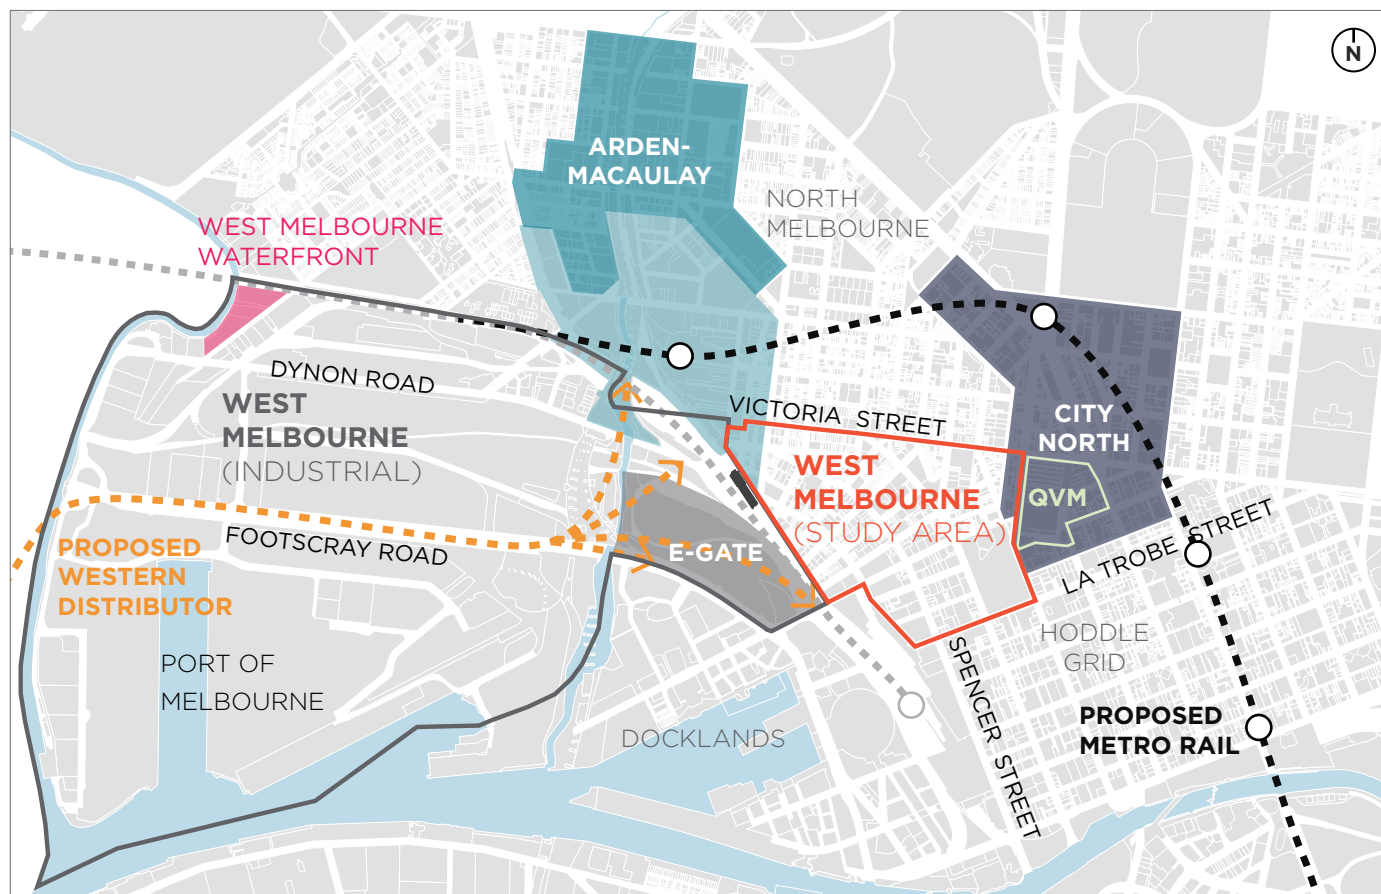 N
ARDEN-
MACAULAY
NORTH
MELBOURNE
WEST MELBOURNE
WATERFRONT
DYNON ROAD
WEST
MELBOURNE
(INDUSTRIAL)
VICTORIA STREET
CITY
NORTH
WEST
MELBOURNE
(STUDY AREA)
QVM
FOOTSCRAY ROAD
E-GATE
LA TROBE STREET
PROPOSED
WESTERN
DISTRIBUTOR
HODDLE
GRID
SPENCER STREET
PORT OF
MELBOURNE
DOCKLANDS
PROPOSED
METRO RAIL